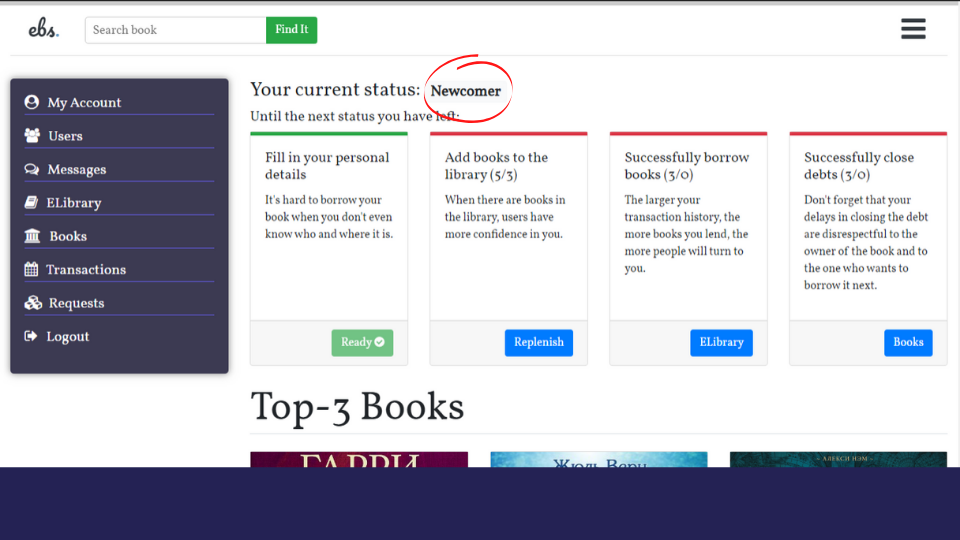 ebs.
Search book
Find It
My Account
Users
Messages
ELibrary
Books
Transactions
Requests
Logout
Your current status: Newcomer
Until the next status you have left:
Fill in your personal
details
It's hard to borrow your
book when you don't even
know who and where it is.
Ready
Add books to the
library (5/3)
When there are books in
the library, users have
more confidence in you.
Replenish
Successfully borrow
books (3/0)
The larger your
transaction history, the
more books you lend, the
more people will turn to
you.
ELibrary
Successfully close
debts (3/0)
Don't forget that your
delays in closing the debt
are disrespectful to the
owner of the book and to
the one who wants to
borrow it next.
Books
Top-3 Books
ГАРРИ
Жюль Верн
АЛЕКСИ НЭМ